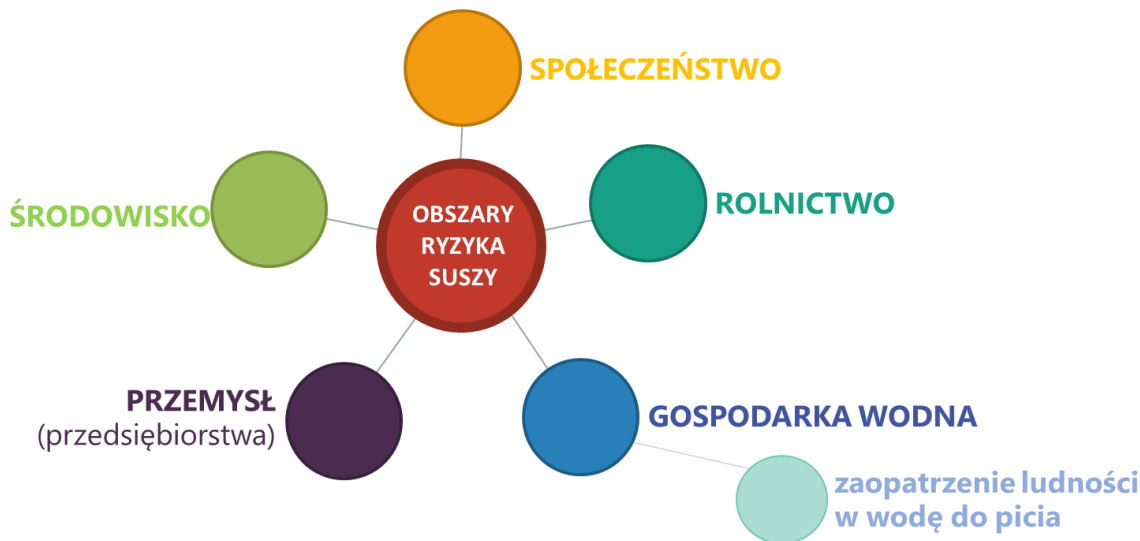 SPOŁECZEŃSTWO
ROLNICTWO
ŚRODOWISKO
OBSZARY
RYZYKA
SUSZY
PRZEMYSŁ
(przedsiębiorstwa)
GOSPODARKA WODNA
zaopatrzenie ludności
w wodę do picia